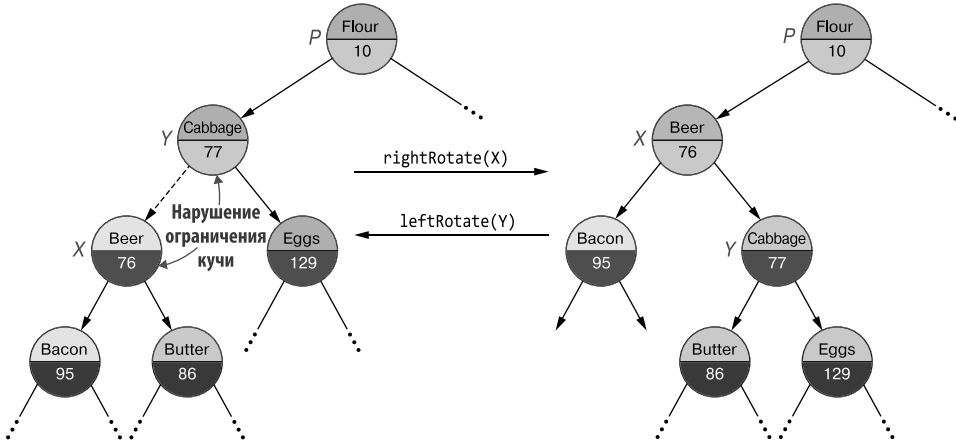 Flour
P
10
Cabbage
Y
77
rightRotate(X)
leftRotate(Y)
Нарушение
ограничения
кучи
Beer
X
76
Eggs
129
Bacon
95
Butter
86
Flour
P
10
Beer
X
76
Bacon
95
Cabbage
Y
77
Butter
86
Eggs
129